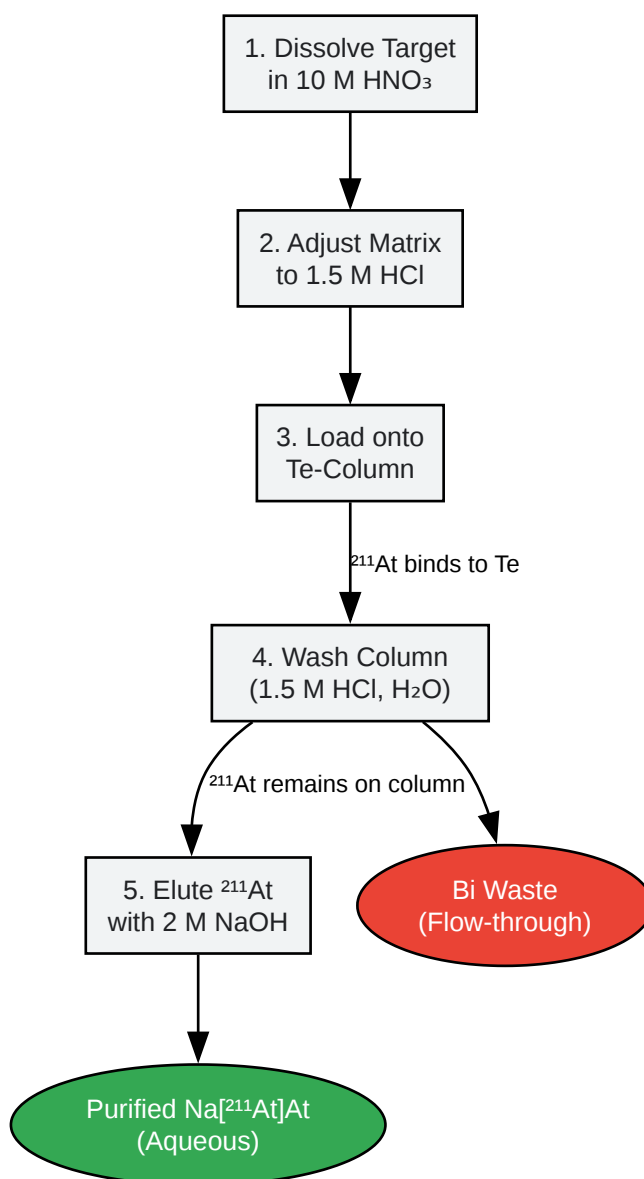 1. Dissolve Target
in 10 M HNO₃
2. Adjust Matrix
to 1.5 M HCl
3. Load onto
Te-Column
²¹¹At binds to Te
4. Wash Column
(1.5 M HCl, H₂O)
²¹¹At remains on column
5. Elute ²¹¹At
with 2 M NaOH
Bi Waste
(Flow-through)
Purified Na[²¹¹At]At
(Aqueous)